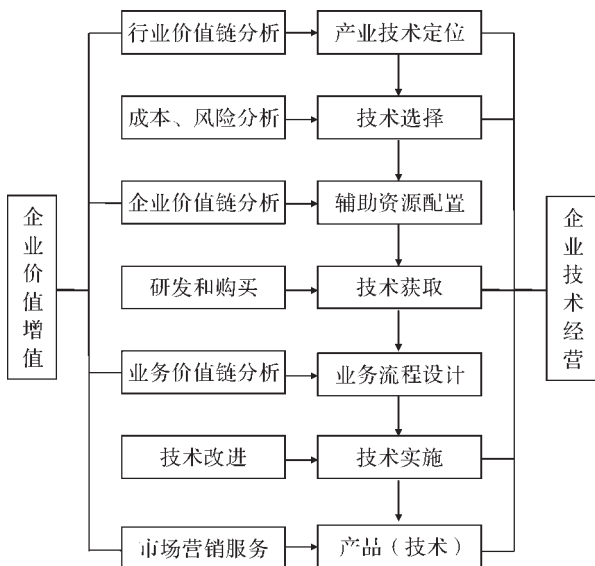 行业价值链分析
产业技术定位
成本、风险分析
技术选择
企业价值链分析
辅助资源配置
企业价值增值
研发和购买
技术获取
企业技术经营
业务价值链分析
业务流程设计
技术改进
技术实施
市场营销服务
产品（技术）